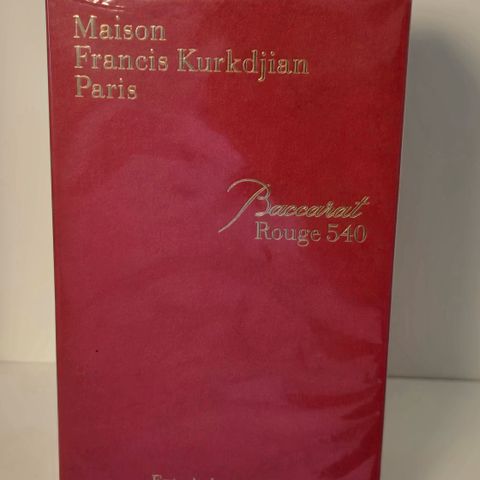 Maison
Francis Kurkdjian
Paris
Baccarat
Rouge 540